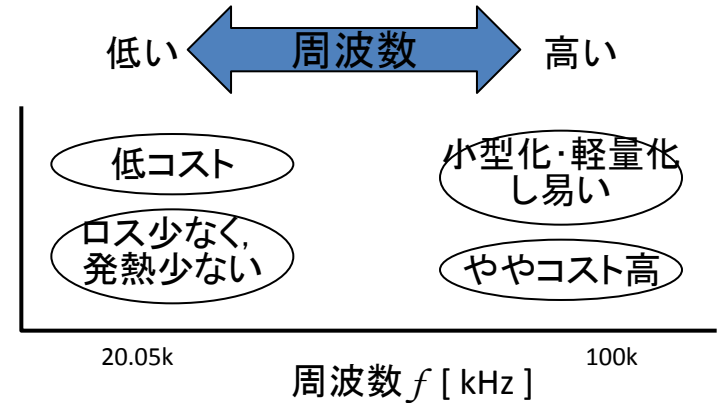 低い 周波数 高い
低コスト
小型化・軽量化
し易い
ロス少なく,
発熱少ない
ややコスト高
20.05k 100k
周波数 f [ kHz ]